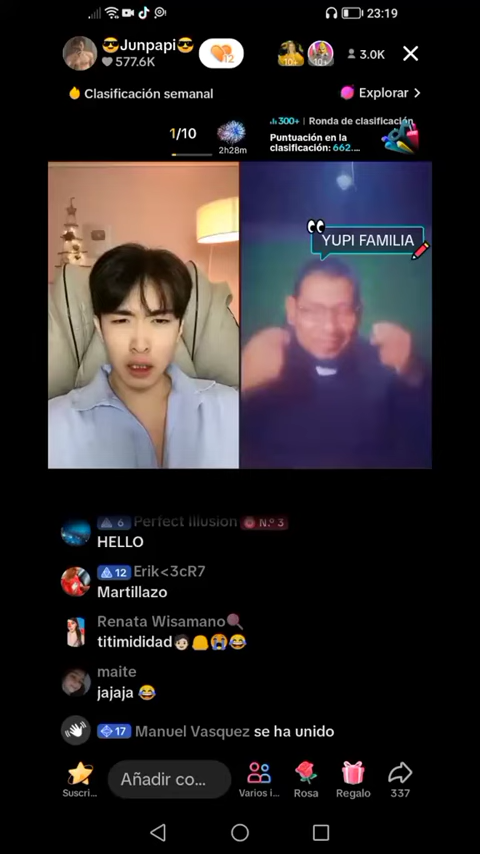 23:19
😎Junpapi😎
577.6K
12
10+
10+
3.0K
Clasificación semanal
Explorar >
1/10
2h28m
300+ | Ronda de clasificación
Puntuación en la
clasificación: 662....
YUPI FAMILIA
6 Perfect Illusion N.º 3
HELLO
12 Erik<3cR7
Martillazo
Renata Wisamano🍭
titimididad🧑🏻🙍😭😂
maite
jajaja 😂
17 Manuel Vasquez se ha unido
Añadir co...
Suscri...
Varios i...
Rosa
Regalo
337